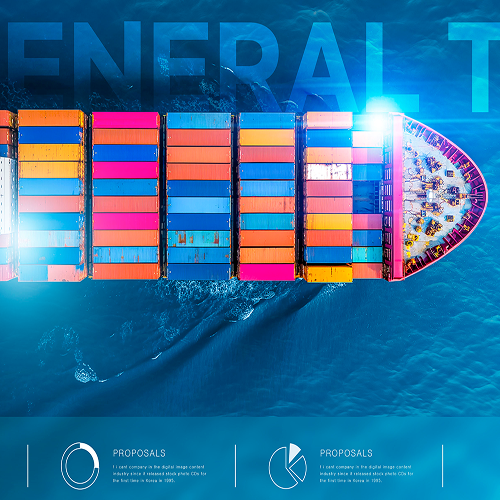 ENERAL T
PROPOSALS
I t cant company in the digital image content
industry since it released stock photo CDs for
the first time in Korea in 1995.
PROPOSALS
I t cant company in the digital image content
industry since it released stock photo CDs for
the first time in Korea in 1995.